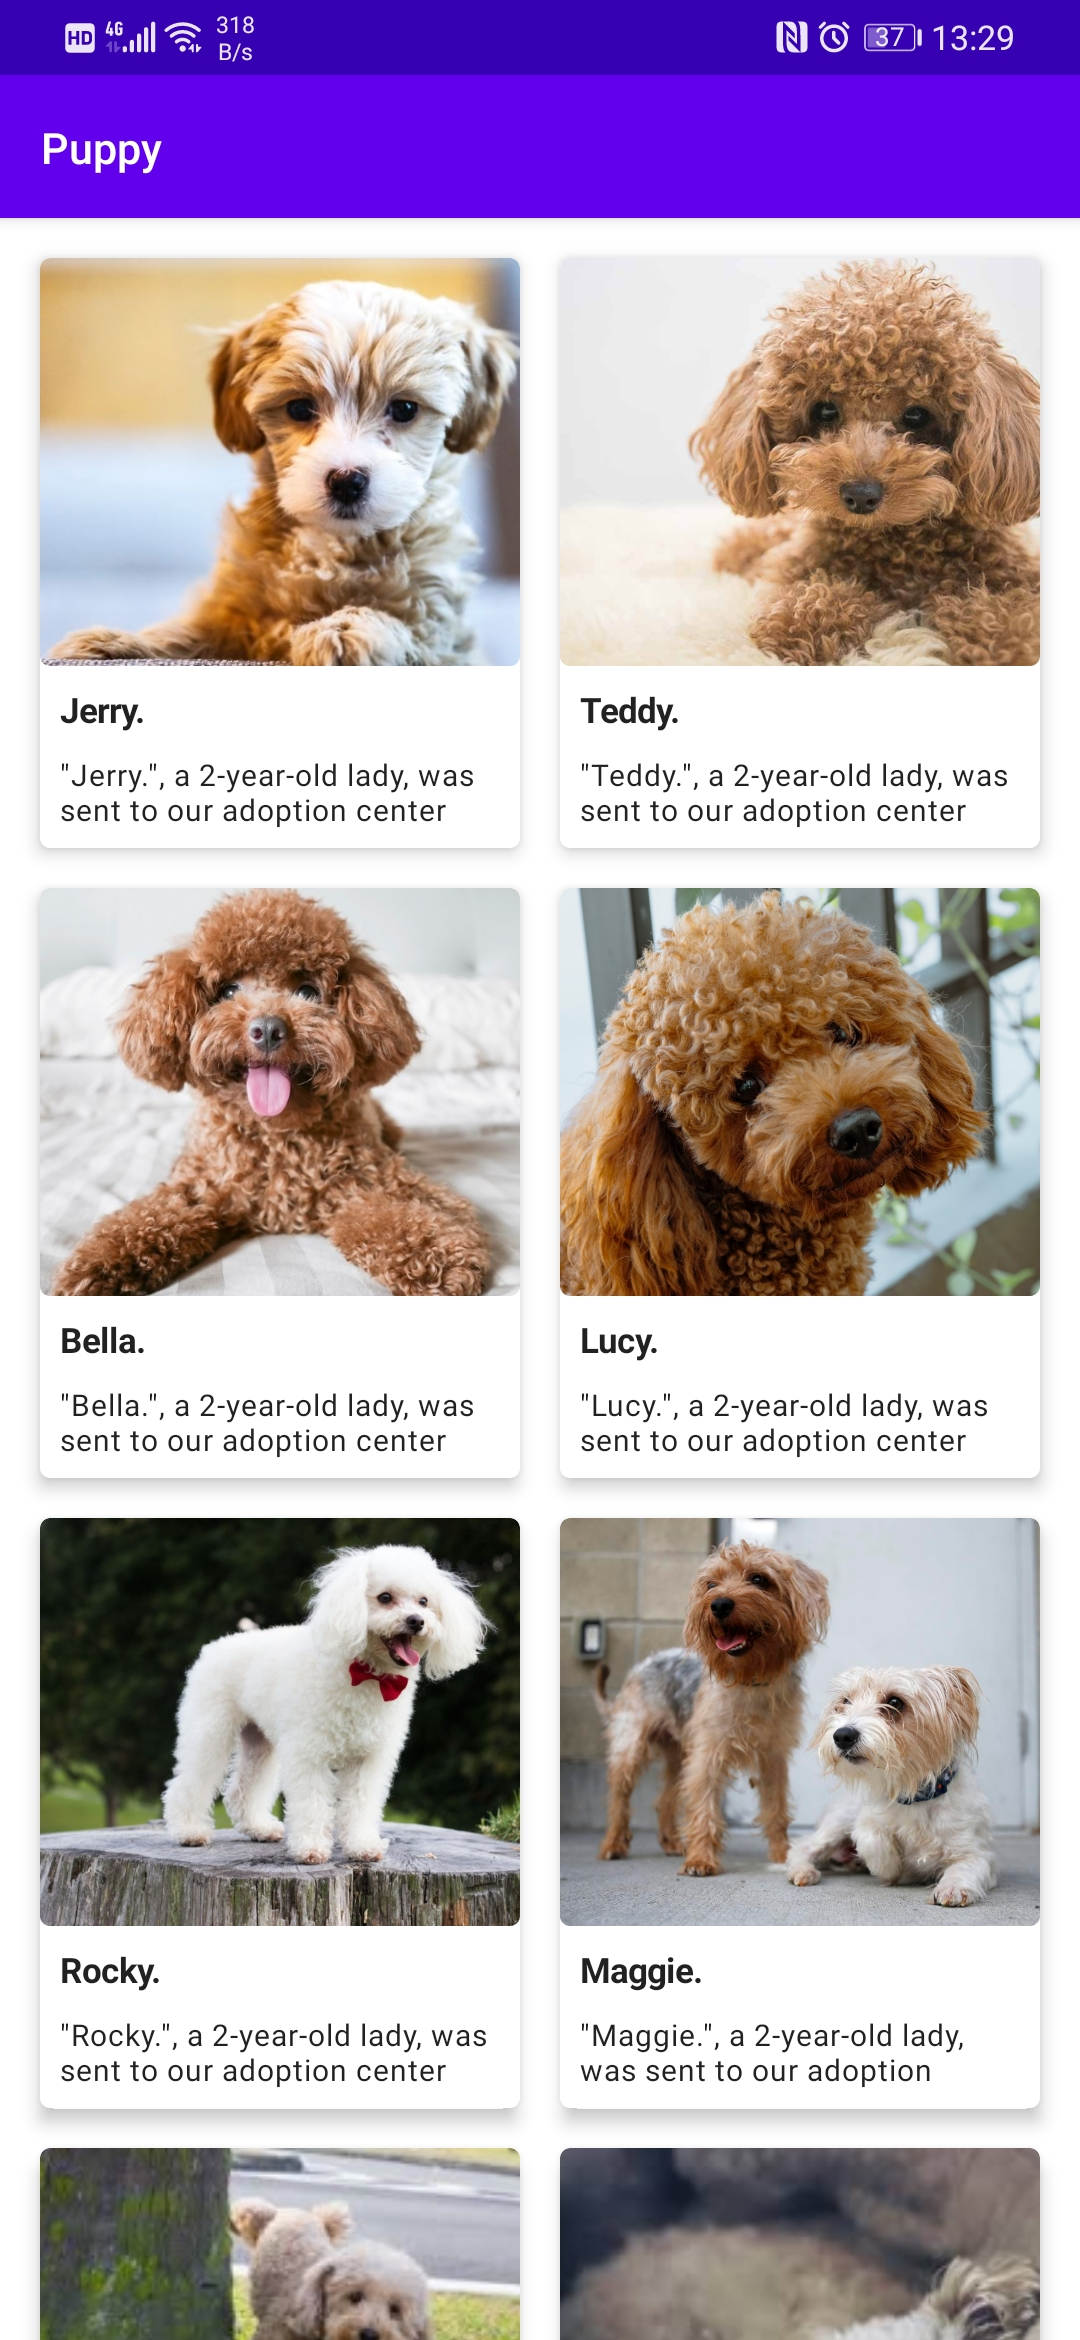 HD 4G 318 B/s 37 13:29
Puppy
Jerry.
"Jerry.", a 2-year-old lady, was
sent to our adoption center
Teddy.
"Teddy.", a 2-year-old lady, was
sent to our adoption center
Bella.
"Bella.", a 2-year-old lady, was
sent to our adoption center
Lucy.
"Lucy.", a 2-year-old lady, was
sent to our adoption center
Rocky.
"Rocky.", a 2-year-old lady, was
sent to our adoption center
Maggie.
"Maggie.", a 2-year-old lady,
was sent to our adoption